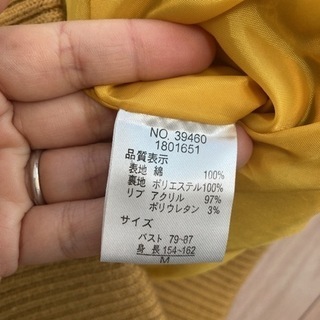 NO. 39460
1801651
品質表示
表地 綿 100%
裏地 ポリエステル100%
リブ アクリル 97%
ポリウレタン 3%
サイズ
バスト 79-87
身 長 154-162
M